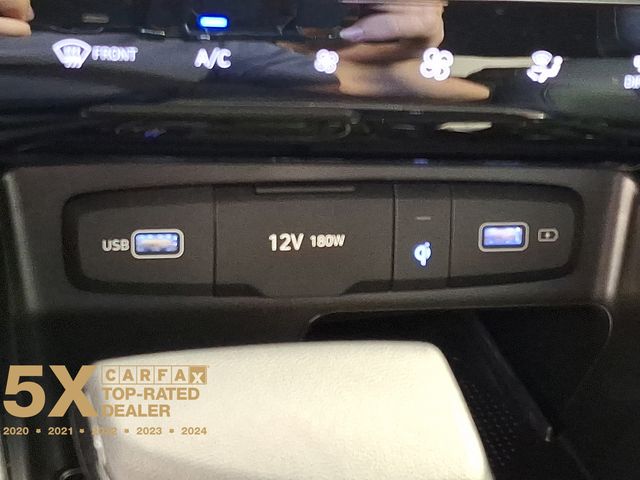 FRONT
A/C
USB
12V 180W
5X
CARFAX
TOP-RATED
DEALER
2020 • 2021 • 2022 • 2023 • 2024